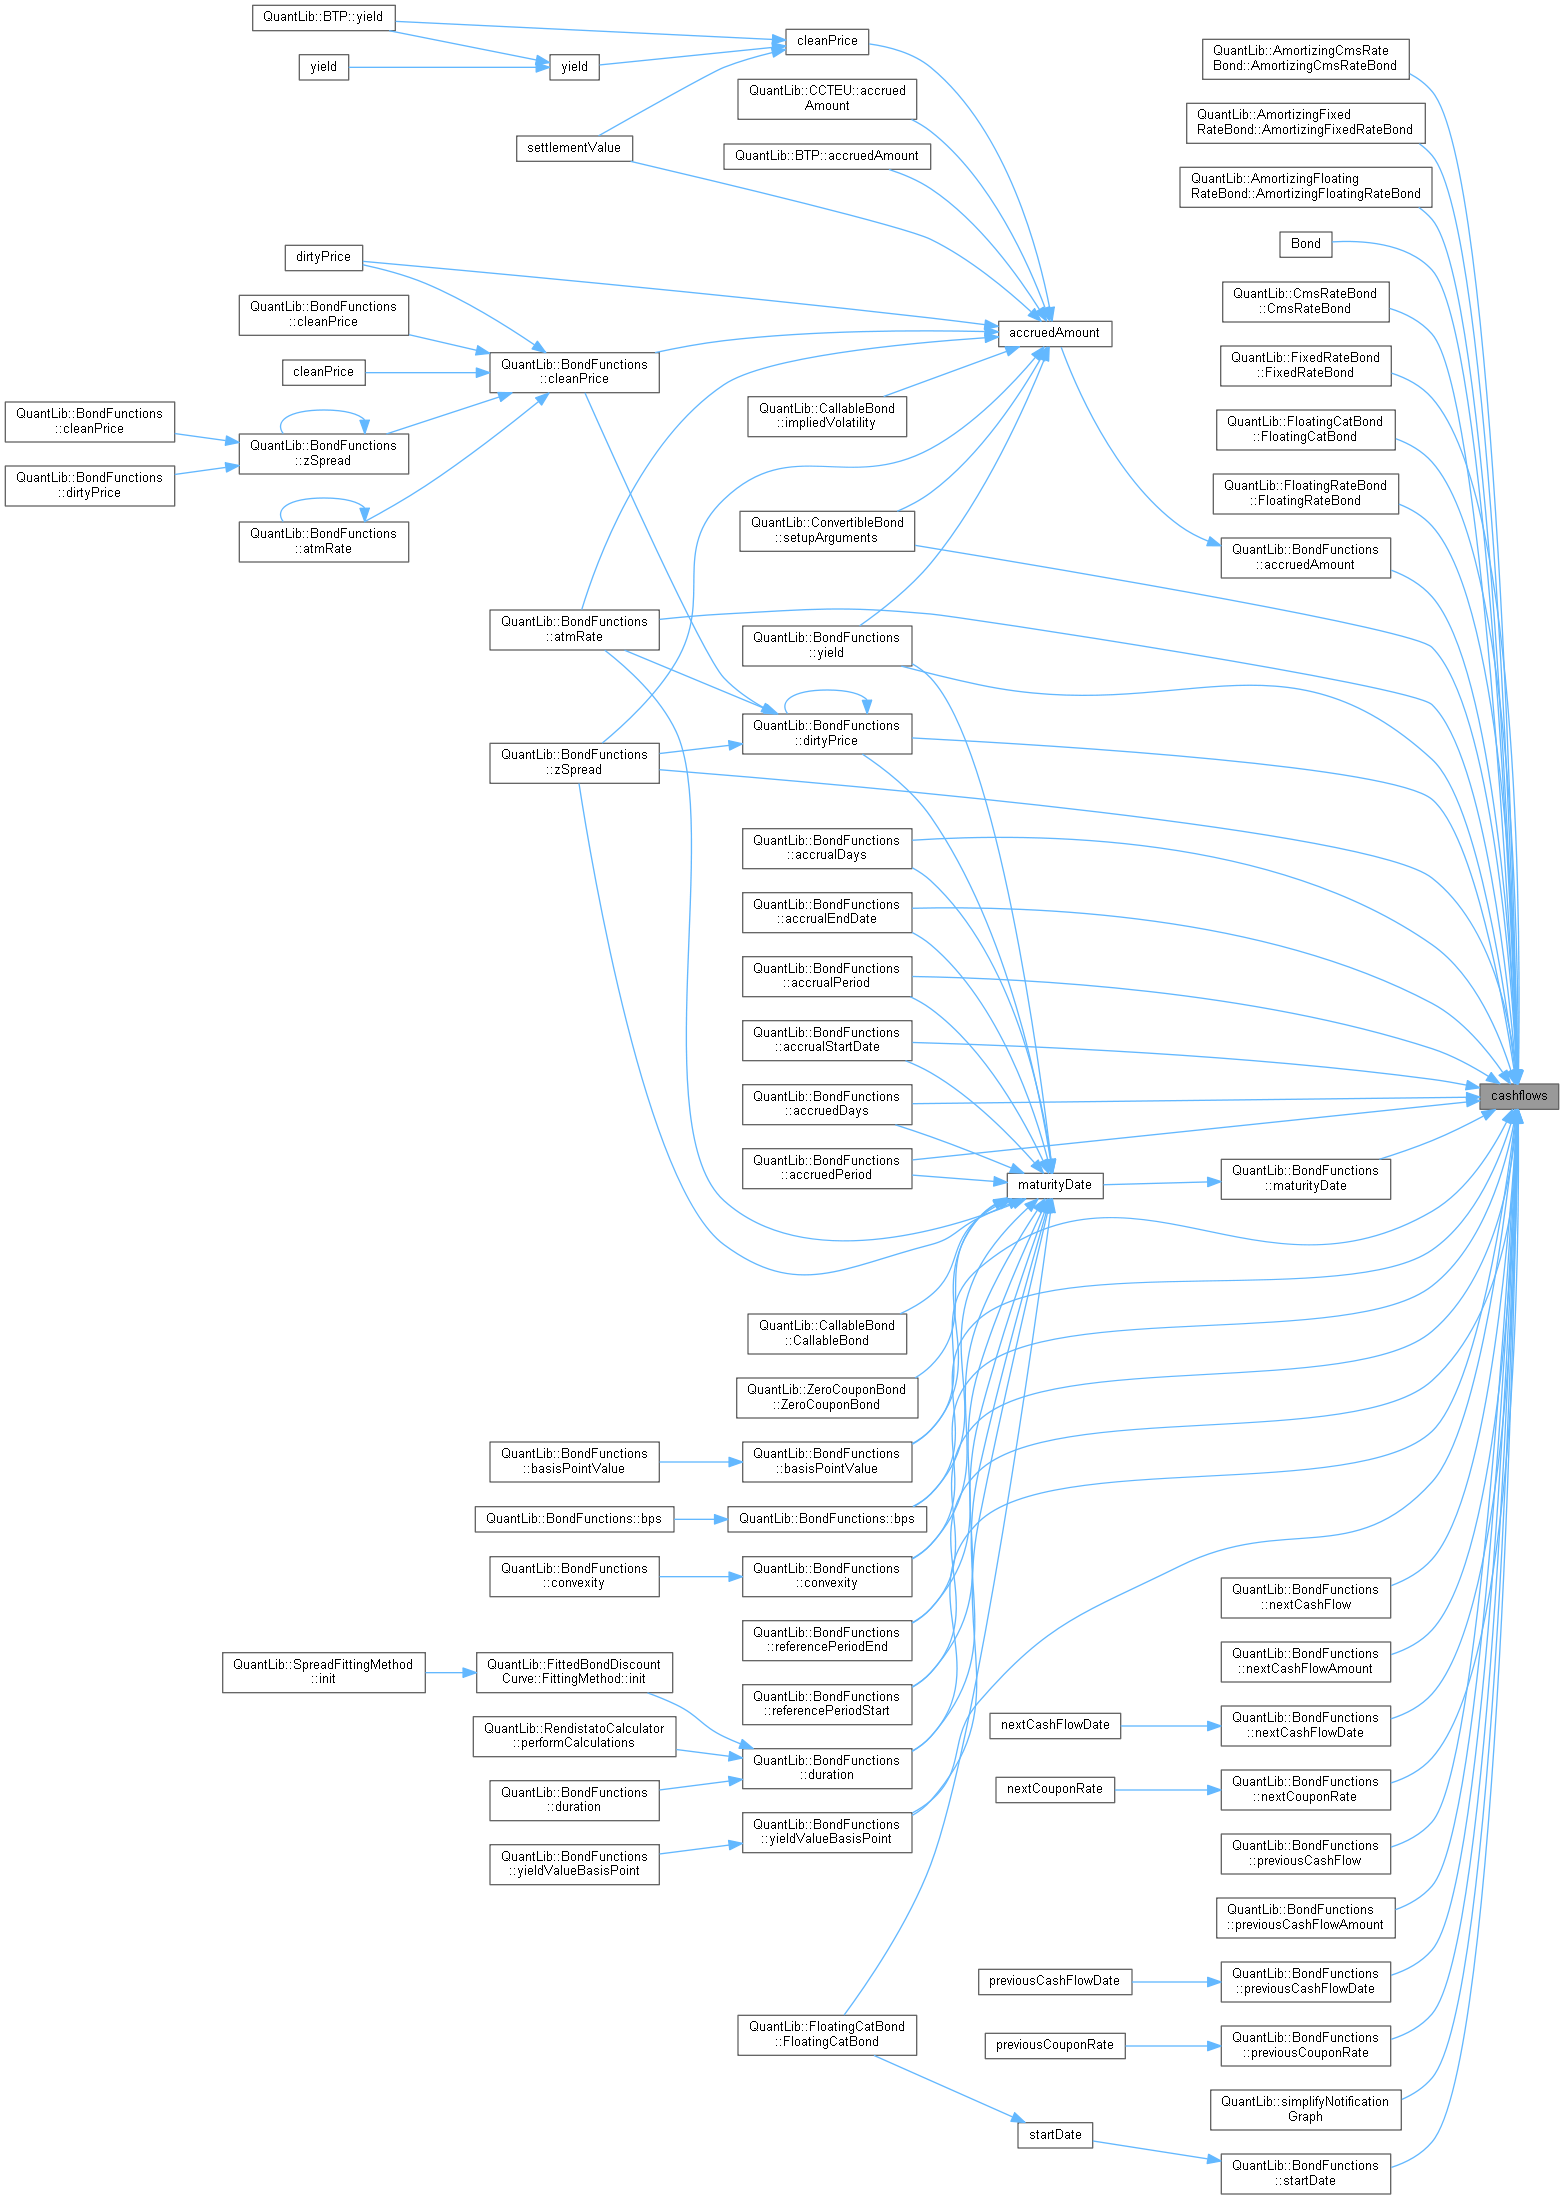 QuantLib::BTP::yield
yield
yield
cleanPrice
QuantLib::CCTEU::accrued
Amount
settlementValue
QuantLib::BTP::accruedAmount
QuantLib::AmortizingCmsRate
Bond::AmortizingCmsRateBond
QuantLib::AmortizingFixed
RateBond::AmortizingFixedRateBond
QuantLib::AmortizingFloating
RateBond::AmortizingFloatingRateBond
Bond
dirtyPrice
QuantLib::BondFunctions
::cleanPrice
cleanPrice
QuantLib::BondFunctions
::cleanPrice
QuantLib::BondFunctions
::cleanPrice
QuantLib::BondFunctions
::zSpread
QuantLib::BondFunctions
::dirtyPrice
QuantLib::BondFunctions
::atmRate
accruedAmount
QuantLib::CallableBond
::impliedVolatility
QuantLib::ConvertibleBond
::setupArguments
QuantLib::CmsRateBond
::CmsRateBond
QuantLib::FixedRateBond
::FixedRateBond
QuantLib::FloatingCatBond
::FloatingCatBond
QuantLib::FloatingRateBond
::FloatingRateBond
QuantLib::BondFunctions
::accruedAmount
QuantLib::BondFunctions
::atmRate
QuantLib::BondFunctions
::yield
QuantLib::BondFunctions
::dirtyPrice
QuantLib::BondFunctions
::zSpread
QuantLib::BondFunctions
::accrualDays
QuantLib::BondFunctions
::accrualEndDate
QuantLib::BondFunctions
::accrualPeriod
QuantLib::BondFunctions
::accrualStartDate
QuantLib::BondFunctions
::accruedDays
cashflows
QuantLib::BondFunctions
::accruedPeriod
maturityDate
QuantLib::BondFunctions
::maturityDate
QuantLib::CallableBond
::CallableBond
QuantLib::ZeroCouponBond
::ZeroCouponBond
QuantLib::BondFunctions
::basisPointValue
QuantLib::BondFunctions
::basisPointValue
QuantLib::BondFunctions::bps
QuantLib::BondFunctions::bps
QuantLib::BondFunctions
::convexity
QuantLib::BondFunctions
::convexity
QuantLib::BondFunctions
::referencePeriodEnd
QuantLib::SpreadFittingMethod
::init
QuantLib::FittedBondDiscount
Curve::FittingMethod::init
QuantLib::BondFunctions
::referencePeriodStart
QuantLib::RendistatoCalculator
::performCalculations
QuantLib::BondFunctions
::duration
QuantLib::BondFunctions
::duration
QuantLib::BondFunctions
::yieldValueBasisPoint
QuantLib::BondFunctions
::yieldValueBasisPoint
QuantLib::BondFunctions
::nextCashFlow
QuantLib::BondFunctions
::nextCashFlowAmount
nextCashFlowDate
QuantLib::BondFunctions
::nextCashFlowDate
nextCouponRate
QuantLib::BondFunctions
::nextCouponRate
QuantLib::BondFunctions
::previousCashFlow
QuantLib::BondFunctions
::previousCashFlowAmount
previousCashFlowDate
QuantLib::BondFunctions
::previousCashFlowDate
QuantLib::FloatingCatBond
::FloatingCatBond
previousCouponRate
QuantLib::BondFunctions
::previousCouponRate
QuantLib::simplifyNotification
Graph
startDate
QuantLib::BondFunctions
::startDate